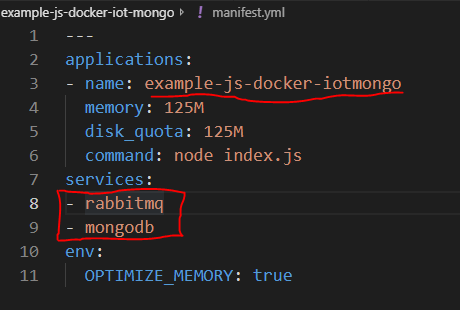 example-js-docker-iot-mongo > ! manifest.yml
1 ---
2 applications:
3 - name: example-js-docker-iotmongo
4   memory: 125M
5   disk_quota: 125M
6   command: node index.js
7 services:
8 - rabbitmq
9 - mongodb
10 env:
11   OPTIMIZE_MEMORY: true